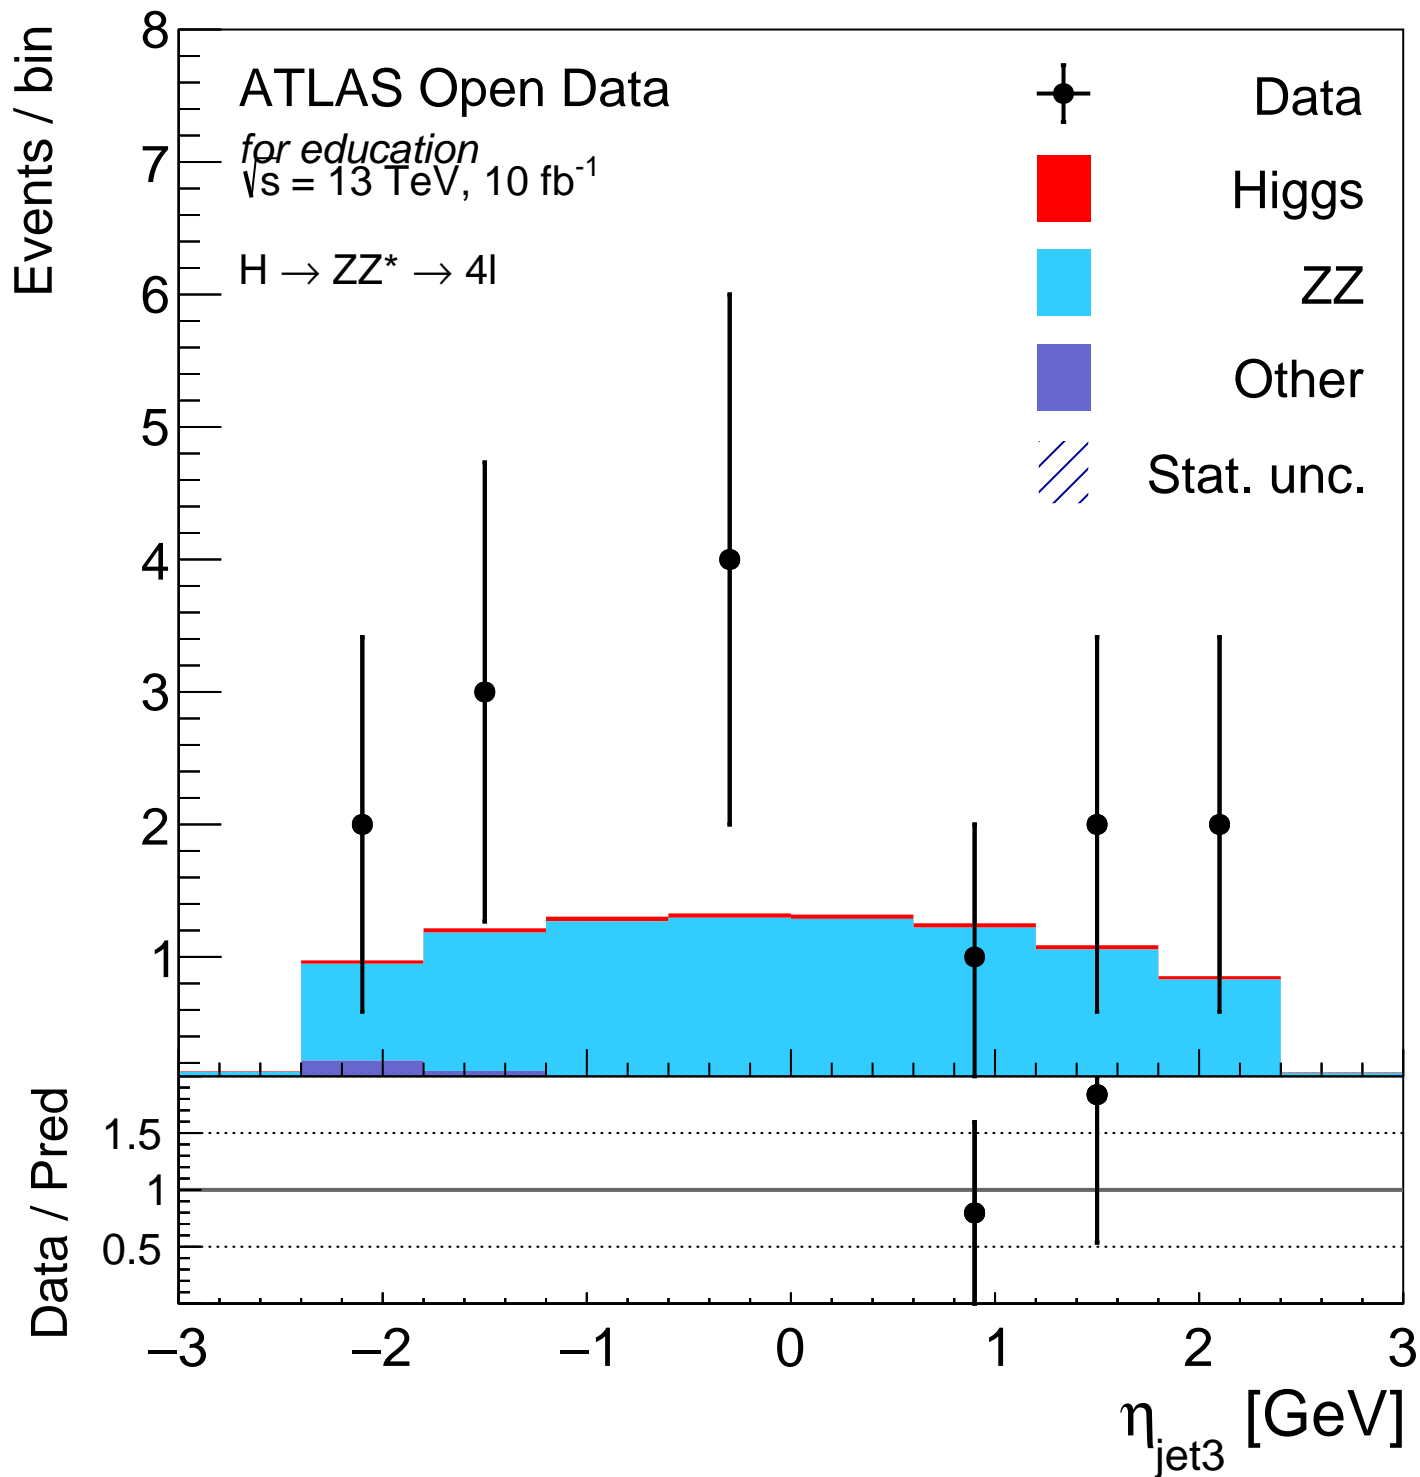 Events / bin
8
7
6
5
4
3
2
1
ATLAS Open Data
for education
√s = 13 TeV, 10 fb⁻¹
H → ZZ* → 4l
Data
Higgs
ZZ
Other
Stat. unc.
Data / Pred
1.5
1
0.5
−3 −2 −1 0 1 2 3
η_jet3 [GeV]